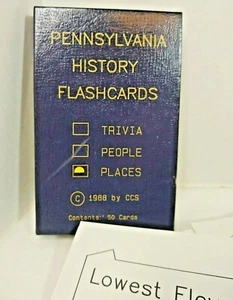 PENNSYLVANIA
HISTORY
FLASHCARDS
TRIVIA
PEOPLE
PLACES
© 1988 by CCS
Contents: 50 Cards
Lowest